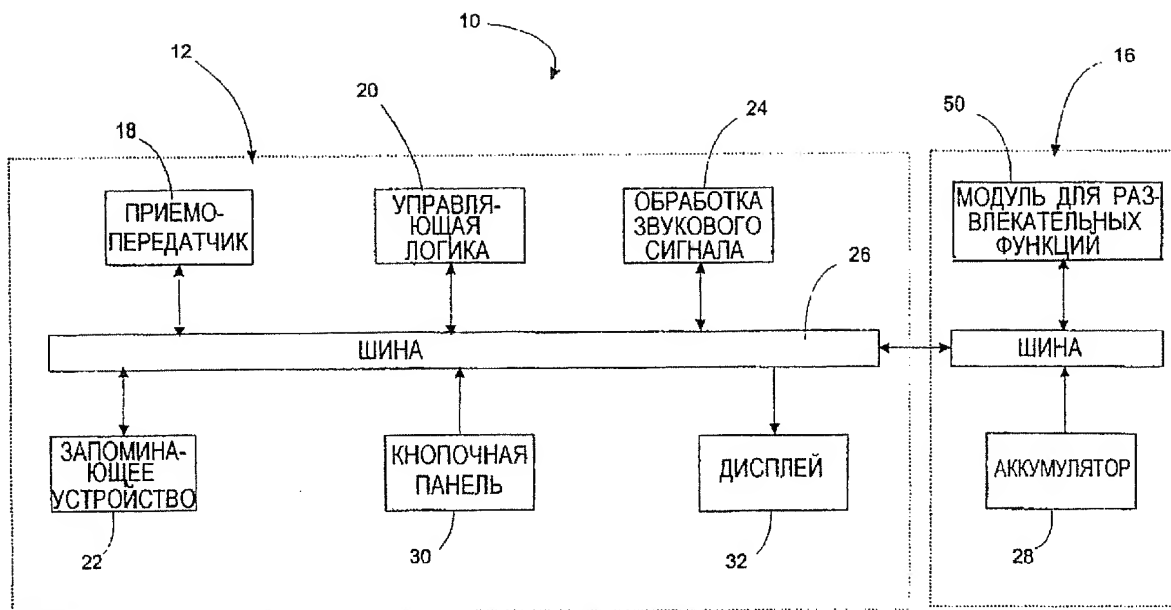 10
12
16
18
20
24
50
ПРИЕМО-
ПЕРЕДАТЧИК
УПРАВЛЯ-
ЮЩАЯ
ЛОГИКА
ОБРАБОТКА
ЗВУКОВОГО
СИГНАЛА
МОДУЛЬ ДЛЯ РАЗ-
ВЛЕКАТЕЛЬНЫХ
ФУНКЦИЙ
26
ШИНА
ШИНА
ЗАПОМИНА-
ЮЩЕЕ
УСТРОЙСТВО
КНОПОЧНАЯ
ПАНЕЛЬ
ДИСПЛЕЙ
АККУМУЛЯТОР
22
30
32
28